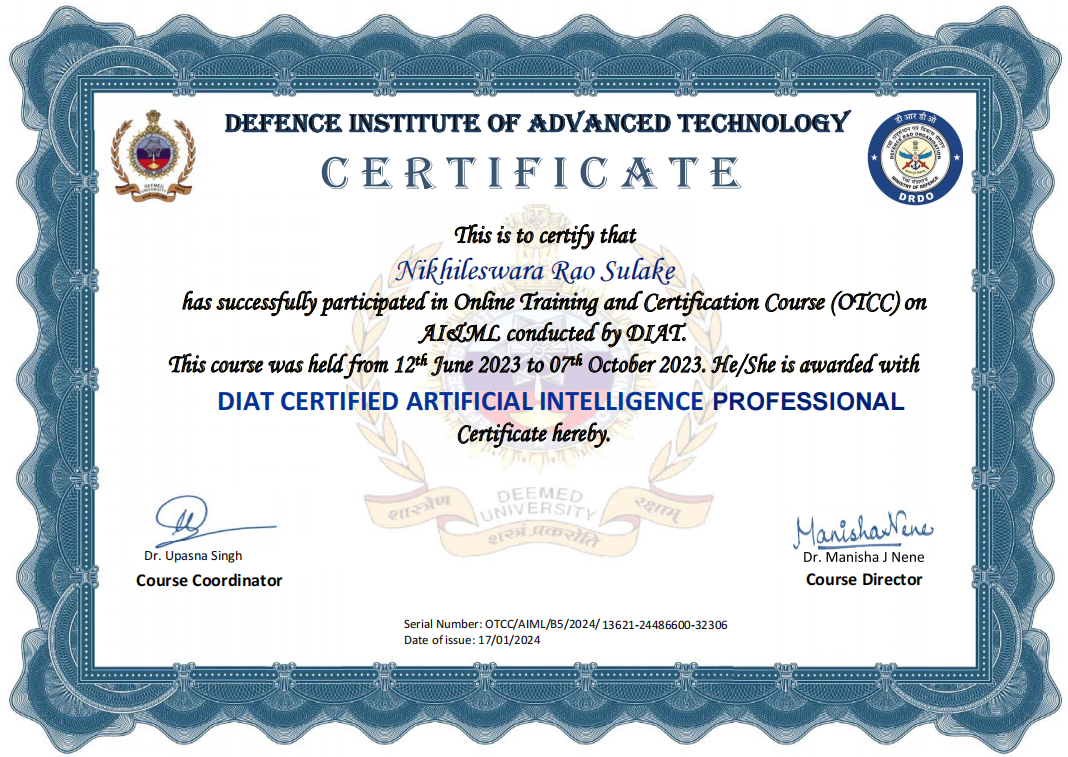 DEFENCE INSTITUTE OF ADVANCED TECHNOLOGY
CERTIFICATE
DEEMED
UNIVERSITY
डी आर डी ओ
DEFENCE R&D ORGANISATION
MINISTRY OF DEFENCE
DRDO
This is to certify that
Nikhileswara Rao Sulake
has successfully participated in Online Training and Certification Course (OTCC) on
AI&ML conducted by DIAT.
This course was held from 12th June 2023 to 07th October 2023. He/She is awarded with
DIAT CERTIFIED ARTIFICIAL INTELLIGENCE PROFESSIONAL
Certificate hereby.
शास्त्रेण
DEEMED
UNIVERSITY
रक्षाम्
शस्त्रं प्रकरोति
Manisha Nene
Dr. Upasna Singh
Course Coordinator
Dr. Manisha J Nene
Course Director
Serial Number: OTCC/AIML/B5/2024/ 13621-24486600-32306
Date of issue: 17/01/2024